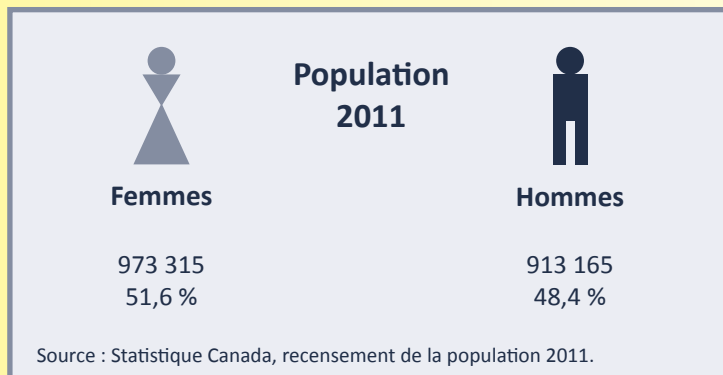 Population
2011
Femmes
Hommes
973 315
913 165
51,6 %
48,4 %
Source : Statistique Canada, recensement de la population 2011.